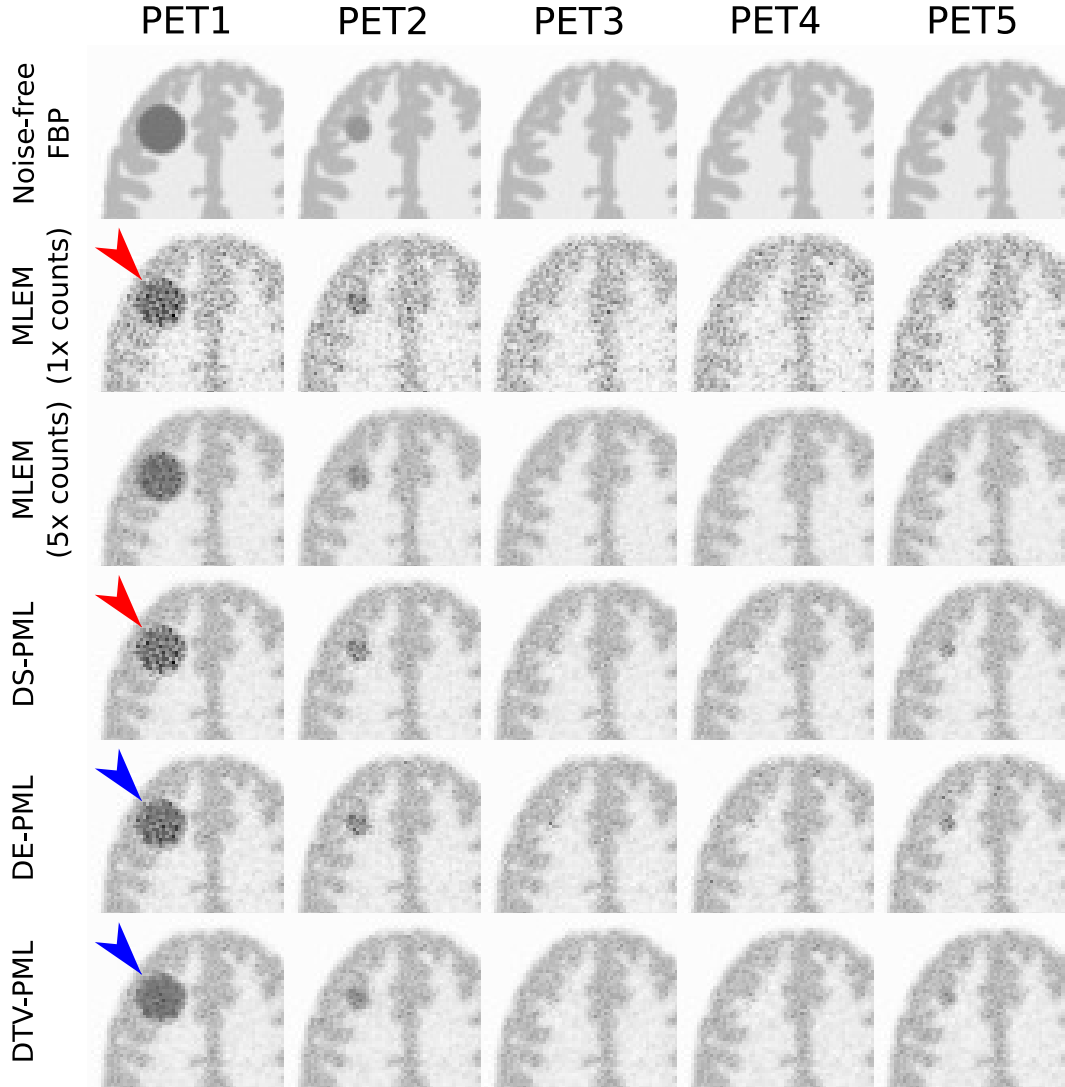 PET1 PET2 PET3 PET4 PET5
Noise-free
FBP
MLEM
(1x counts)
MLEM
(5x counts)
DS-PML
DE-PML
DTV-PML